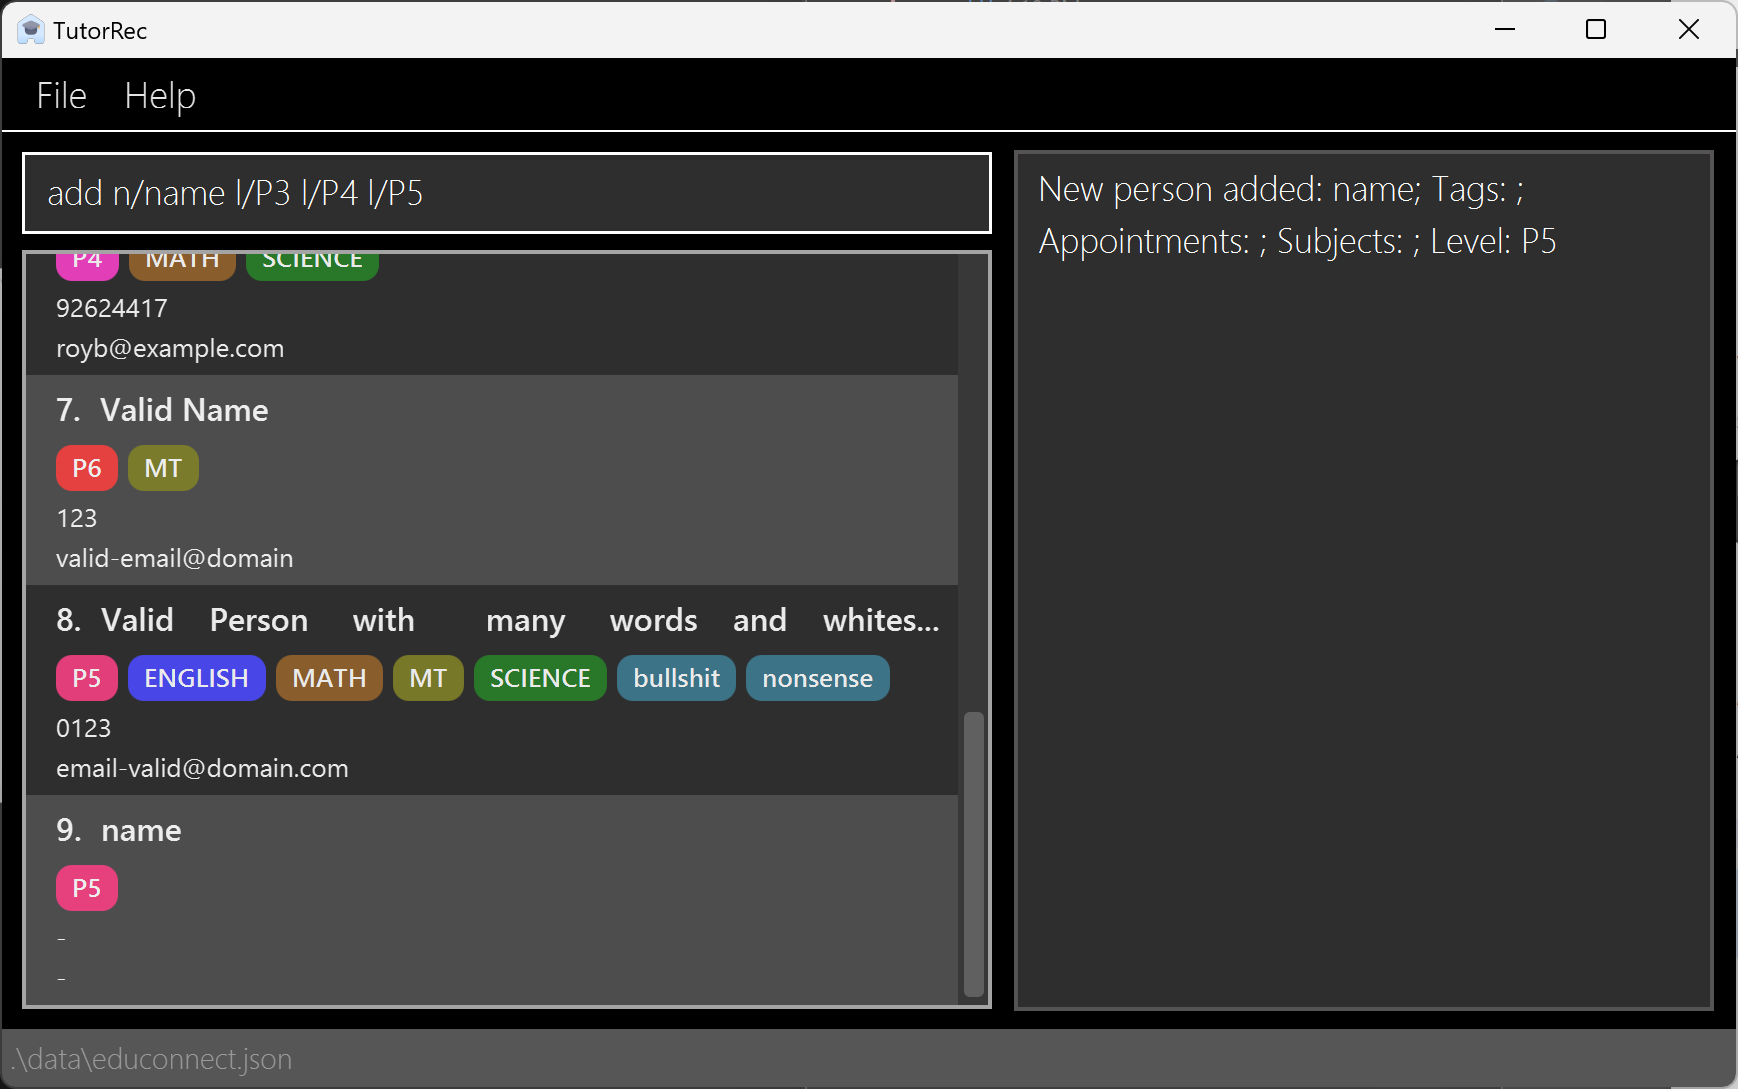 TutorRec
File Help
add n/name l/P3 l/P4 l/P5
P4 MATH SCIENCE
92624417
royb@example.com
7. Valid Name
P6 MT
123
valid-email@domain
8. Valid Person with many words and whites...
P5 ENGLISH MATH MT SCIENCE bullshit nonsense
0123
email-valid@domain.com
9. name
P5
-
-
New person added: name; Tags: ;
Appointments: ; Subjects: ; Level: P5
.\data\educonnect.json